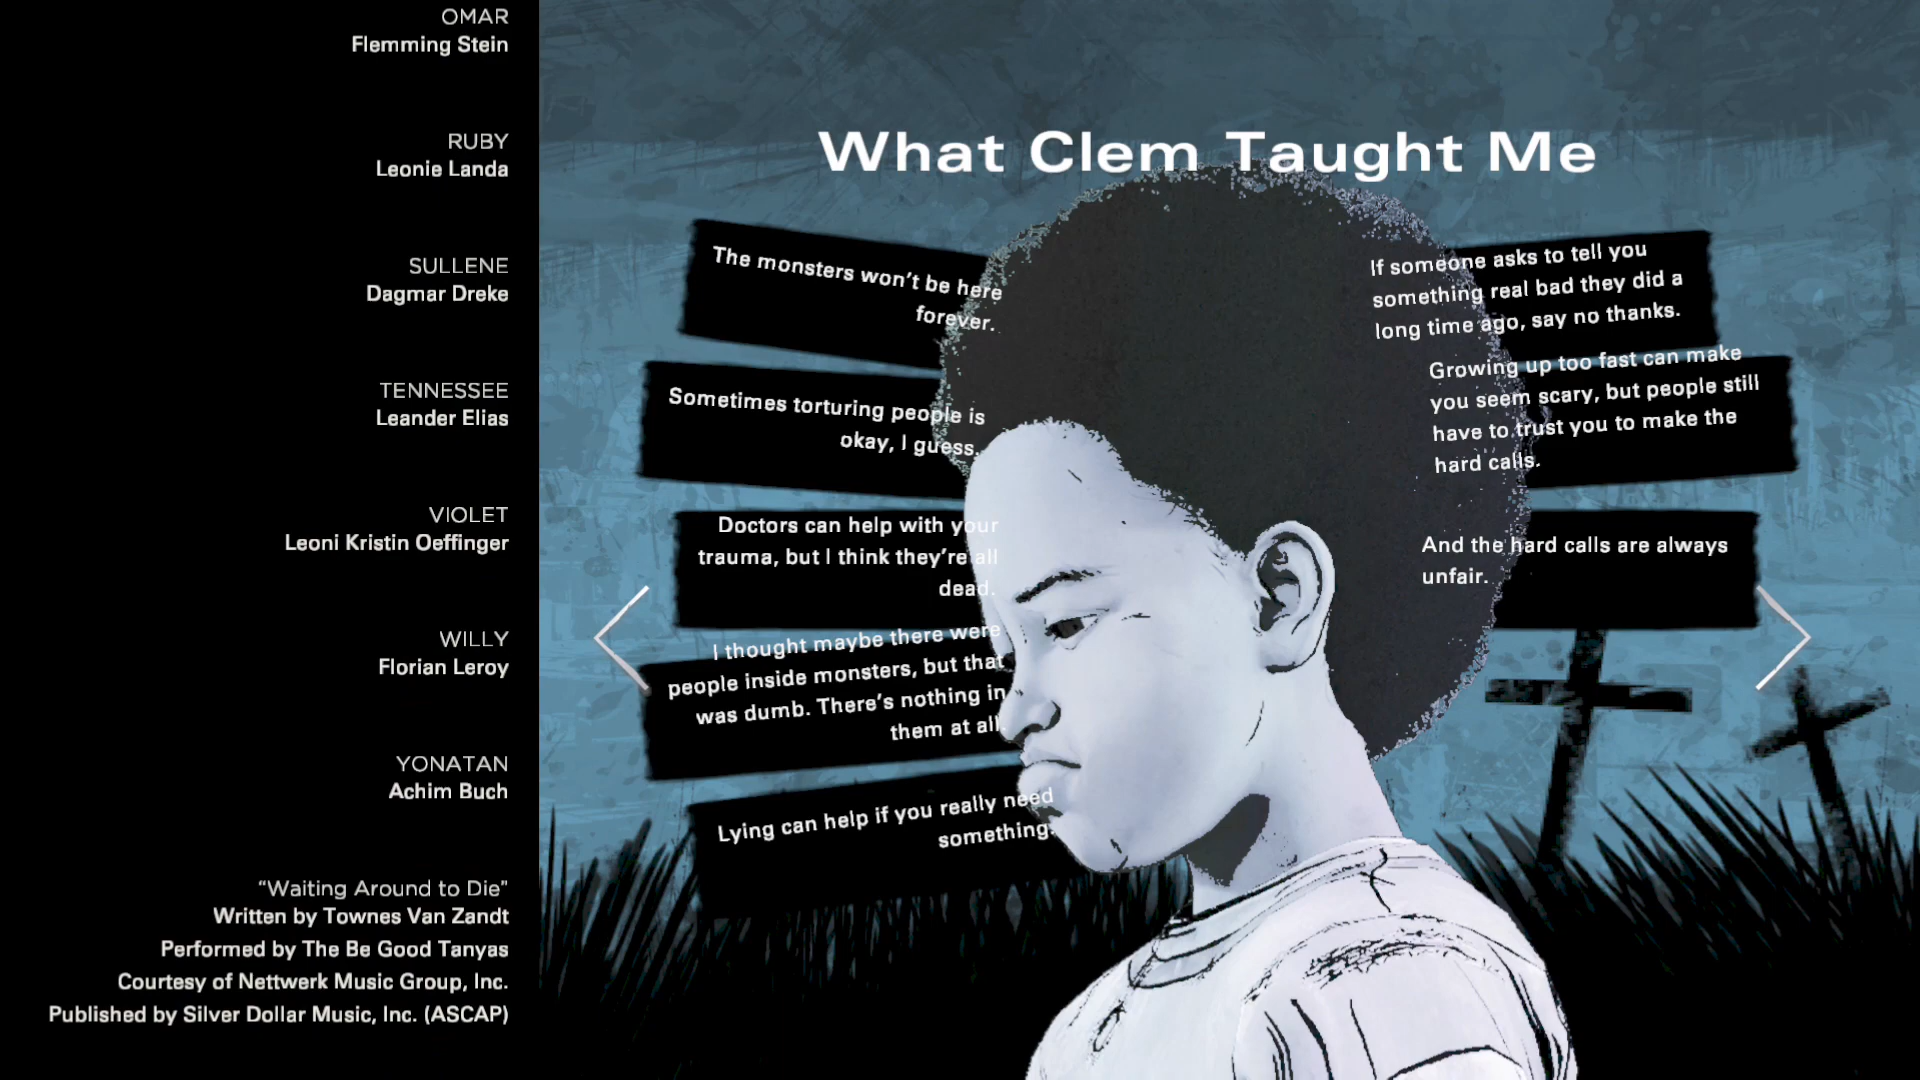 OMAR
Flemming Stein
RUBY
Leonie Landa
SULLENE
Dagmar Dreke
TENNESSEE
Leander Elias
VIOLET
Leoni Kristin Oeffinger
WILLY
Florian Leroy
YONATAN
Achim Buch
“Waiting Around to Die”
Written by Townes Van Zandt
Performed by The Be Good Tanyas
Courtesy of Nettwerk Music Group, Inc.
Published by Silver Dollar Music, Inc. (ASCAP)
What Clem Taught Me
The monsters won’t be here
forever.
Sometimes torturing people is
okay, I guess.
Doctors can help with your
trauma, but I think they’re all
dead.
I thought maybe there were
people inside monsters, but that
was dumb. There’s nothing in
them at all.
Lying can help if you really need
something.
If someone asks to tell you
something real bad they did a
long time ago, say no thanks.
Growing up too fast can make
you seem scary, but people still
have to trust you to make the
hard calls.
And the hard calls are always
unfair.